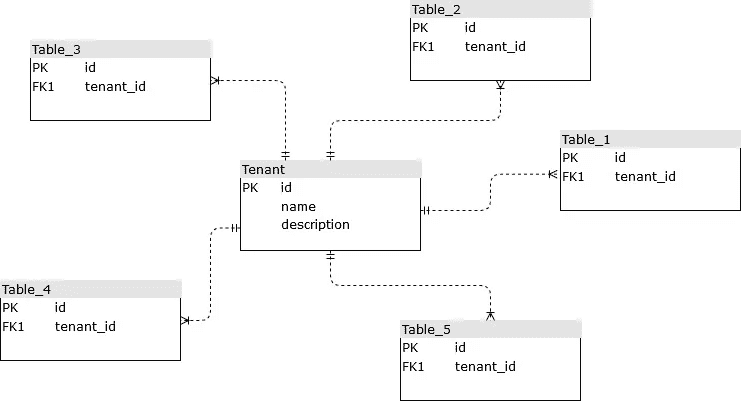 Table_2
PK id
FK1 tenant_id
Table_3
PK id
FK1 tenant_id
Table_1
PK id
FK1 tenant_id
Tenant
PK id
name
description
Table_4
PK id
FK1 tenant_id
Table_5
PK id
FK1 tenant_id